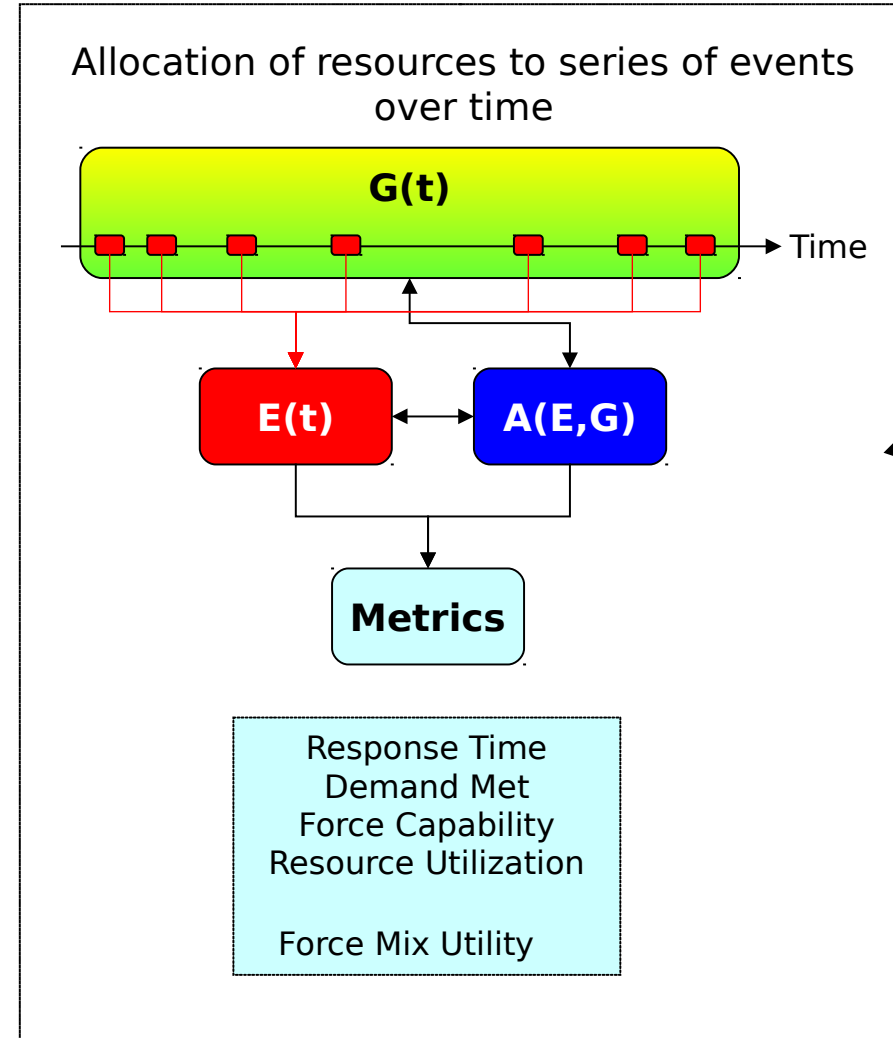 Allocation of resources to series of events
over time
G(t)
Time
E(t)
A(E,G)
Metrics
Response Time
Demand Met
Force Capability
Resource Utilization
Force Mix Utility